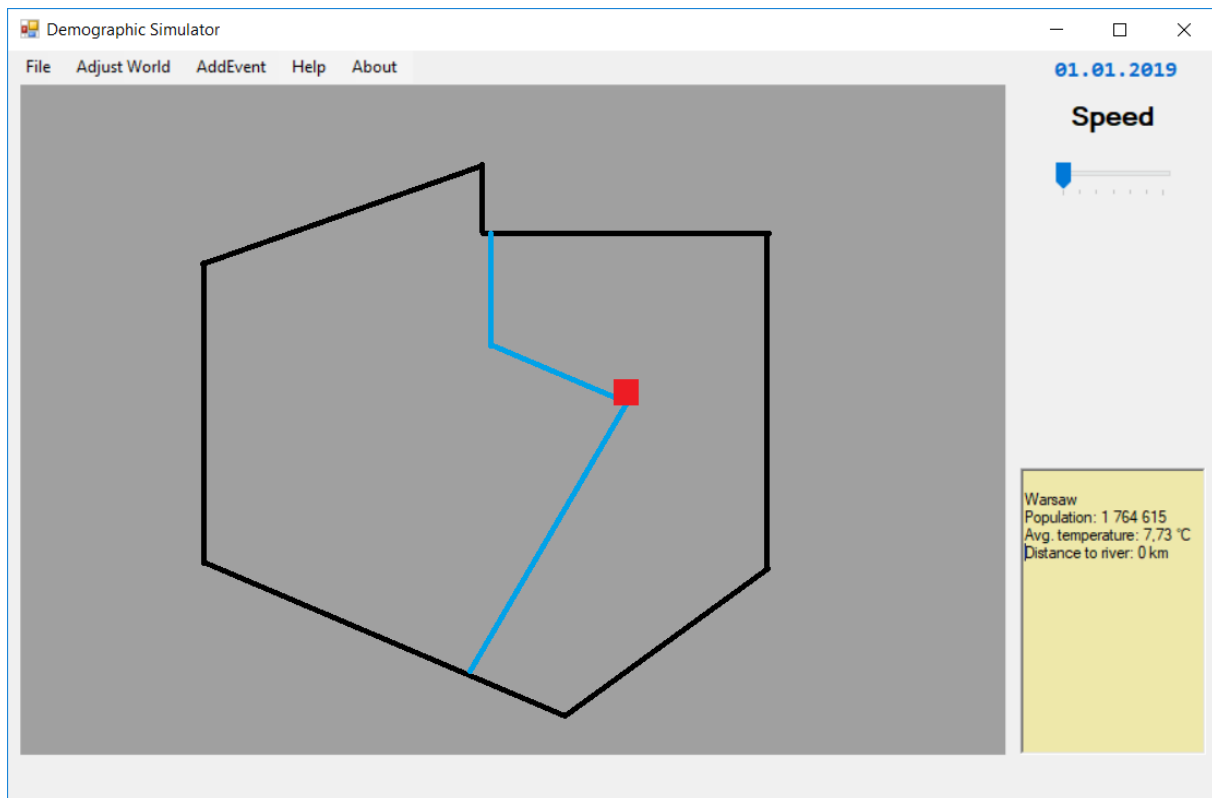 Demographic Simulator
File Adjust World AddEvent Help About
01.01.2019
Speed
Warsaw
Population: 1 764 615
Avg. temperature: 7,73 °C
Distance to river: 0 km